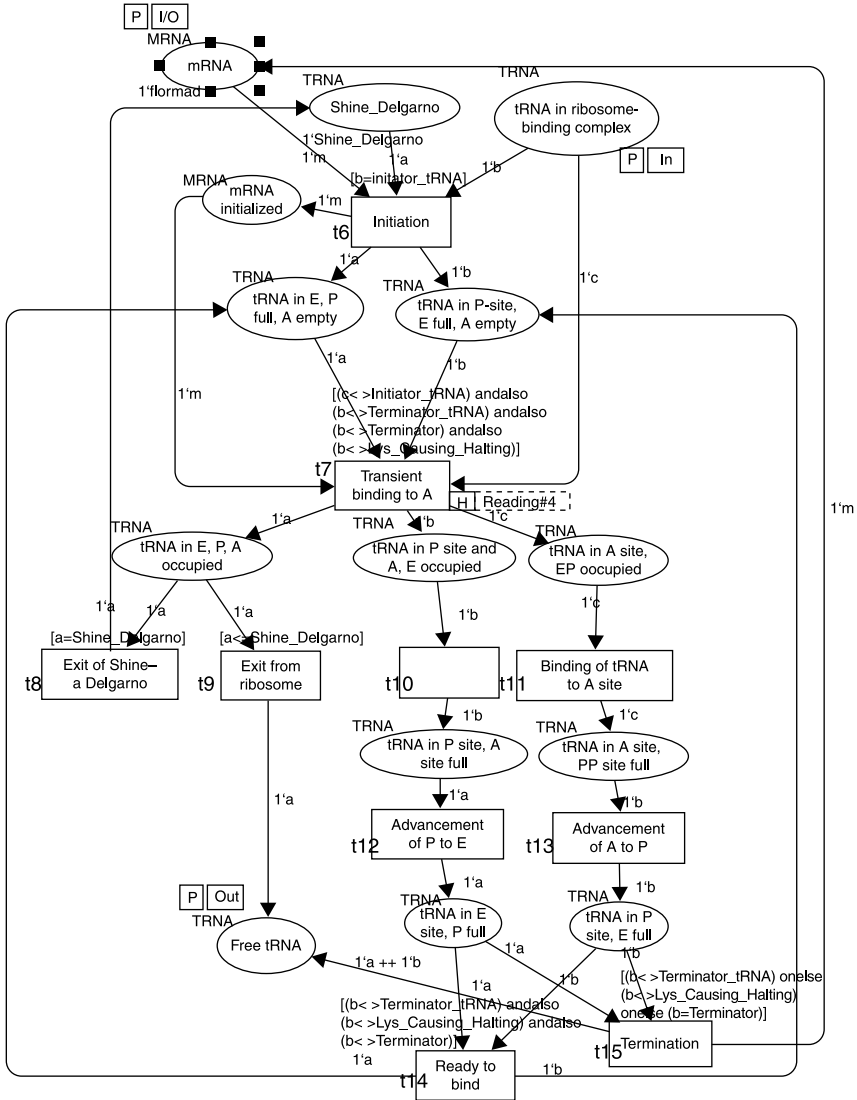 P
I/O
MRNA
mRNA
1‘flormad
TRNA
Shine_Delgarno
1‘Shine_Delgarno
1‘m
1‘a
TRNA
tRNA in ribosome-
binding complex
P
In
1‘b
[b=initator_tRNA]
MRNA
mRNA
initialized
1‘m
Initiation
t6
1‘a
1‘b
1‘c
TRNA
tRNA in E, P
full, A empty
TRNA
tRNA in P-site,
E full, A empty
1‘a
1‘b
1‘m
[(c< >Initiator_tRNA) andalso
(b< >Terminator_tRNA) andalso
(b< >Terminator) andalso
(b< >Lys_Causing_Halting)]
t7
Transient
binding to A
H
Reading#4
1‘m
1‘a
1‘b
1‘c
TRNA
tRNA in E, P, A
occupied
TRNA
tRNA in P site and
A, E occupied
TRNA
tRNA in A site,
EP oocupied
1‘a
1‘a
1‘a
1‘b
1‘c
[a=Shine_Delgarno]
[a<>Shine_Delgarno]
t8
Exit of Shine–
a Delgarno
t9
Exit from
ribosome
t10
t11
Binding of tRNA
to A site
1‘b
1‘c
TRNA
tRNA in P site, A
site full
TRNA
tRNA in A site,
PP site full
1‘a
1‘a
1‘b
t12
Advancement
of P to E
t13
Advancement
of A to P
1‘a
1‘b
P
Out
TRNA
Free tRNA
TRNA
tRNA in E
site, P full
TRNA
tRNA in P
site, E full
1‘a ++ 1‘b
1‘a
1‘a
1‘b
1‘b
[(b< >Terminator_tRNA) onelse
(b< >Lys_Causing_Halting)
onelse (b=Terminator)]
[(b< >Terminator_tRNA) andalso
(b< >Lys_Causing_Halting) andalso
(b< >Terminator)]
t15
Termination
1‘a
t14
Ready to
bind
1‘b